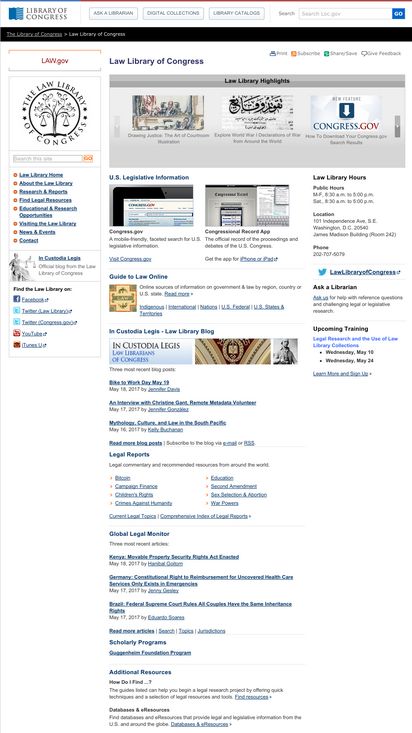 LIBRARY OF CONGRESS
ASK A LIBRARIAN
DIGITAL COLLECTIONS
LIBRARY CATALOGS
Search
Search Loc.gov
GO
The Library of Congress > Law Library of Congress
Print
Subscribe
Share/Save
Give Feedback
LAW.gov
THE LAW LIBRARY OF CONGRESS
Search this site
GO
Law Library Home
About the Law Library
Research & Reports
Find Legal Resources
Educational & Research Opportunities
Visiting the Law Library
News & Events
Contact
In Custodia Legis
Official blog from the Law Library of Congress
Find the Law Library on:
Facebook
Twitter (Law Library)
Twitter (Congress.gov)
YouTube
iTunes U
Law Library of Congress
Law Library Highlights
Drawing Justice: The Art of Courtroom Illustration
Explore World War I Declarations of War from Around the World.
NEW FEATURE
CONGRESS.GOV
How To Download Your Congress.gov Search Results
U.S. Legislative Information
Congress.gov
A mobile-friendly, faceted search for U.S. legislative information.
Visit Congress.gov
Congressional Record App
The official record of the proceedings and debates of the U.S. Congress.
Get the app for iPhone or iPad
Guide to Law Online
Online sources of information on government & law by region, country or U.S. state. Read more
Indigenous | International | Nations | U.S. Federal | U.S. States & Territories
In Custodia Legis - Law Library Blog
IN CUSTODIA LEGIS
LAW LIBRARIANS
OF CONGRESS
Three most recent blog posts:
Bike to Work Day May 19
May 18, 2017 by Jennifer Davis
An Interview with Christine Gant, Remote Metadata Volunteer
May 17, 2017 by Jennifer González
Mythology, Culture, and Law in the South Pacific
May 16, 2017 by Kelly Buchanan
Read more blog posts | Subscribe to the blog via e-mail or RSS.
Legal Reports
Legal commentary and recommended resources from around the world.
Bitcoin
Campaign Finance
Children's Rights
Crimes Against Humanity
Education
Second Amendment
Sex Selection & Abortion
War Powers
Current Legal Topics | Comprehensive Index of Legal Reports
Global Legal Monitor
Three most recent articles:
Kenya: Movable Property Security Rights Act Enacted
May 18, 2017 by Hanibal Goitom
Germany: Constitutional Right to Reimbursement for Uncovered Health Care Services Only Exists in Emergencies
May 17, 2017 by Jenny Gesley
Brazil: Federal Supreme Court Rules All Couples Have the Same Inheritance Rights
May 17, 2017 by Eduardo Soares
Read more articles | Search | Topics | Jurisdictions
Scholarly Programs
Guggenheim Foundation Program
Additional Resources
How Do I Find ...?
The guides listed can help you begin a legal research project by offering quick techniques and a selection of legal resources and tools. Find resources
Databases & eResources
Find databases and eResources that provide legal and legislative information from the U.S. and around the globe. Databases & eResources
Law Library Hours
Public Hours
M-F, 8:30 a.m. to 5:00 p.m.
Sat., 8:30 a.m. to 5:00 p.m.
Location
101 Independence Ave, S.E.
Washington, D.C. 20540
James Madison Building (Room 242)
Phone
202-707-5079
LawLibraryofCongress
Ask a Librarian
Ask us for help with reference questions and challenging legal or legislative research.
Upcoming Training
Legal Research and the Use of Law Library Collections
Wednesday, May 10
Wednesday, May 24
Learn More and Sign Up